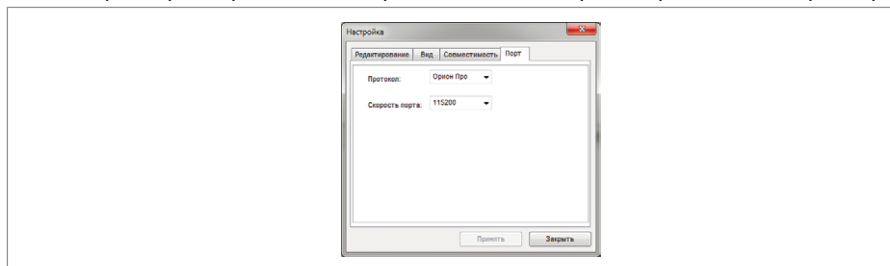 Настройка
Редактирование Вид Совместимость Порт
Протокол: Орион Про
Скорость порта: 115200
Принять Закрыть